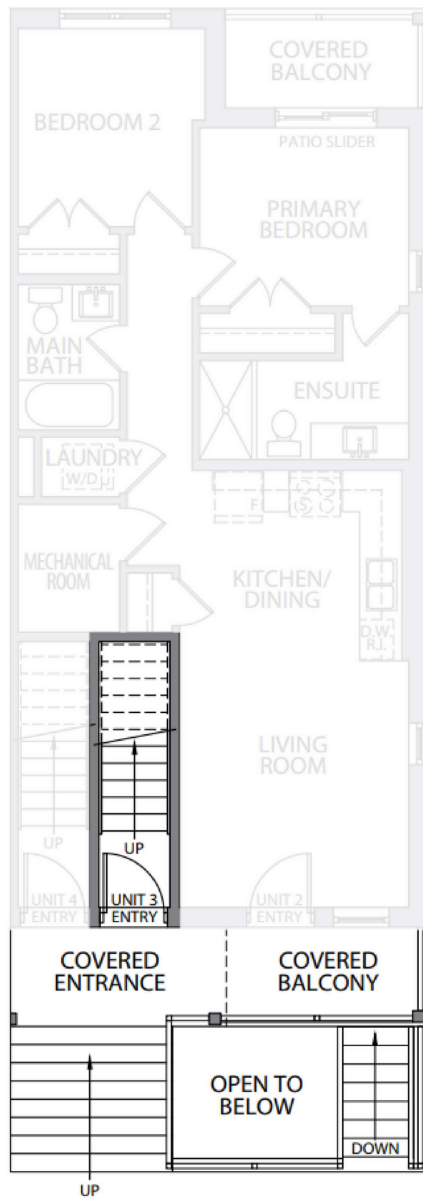 COVERED
BALCONY
BEDROOM 2
PATIO SLIDER
PRIMARY
BEDROOM
MAIN
BATH
ENSUITE
LAUNDRY
W/D
F
S
MECHANICAL
ROOM
KITCHEN/
DINING
D.W.
R.I.
LIVING
ROOM
UP
UP
UNIT 4
ENTRY
UNIT 3
ENTRY
UNIT 2
ENTRY
COVERED
ENTRANCE
COVERED
BALCONY
OPEN TO
BELOW
DOWN
UP